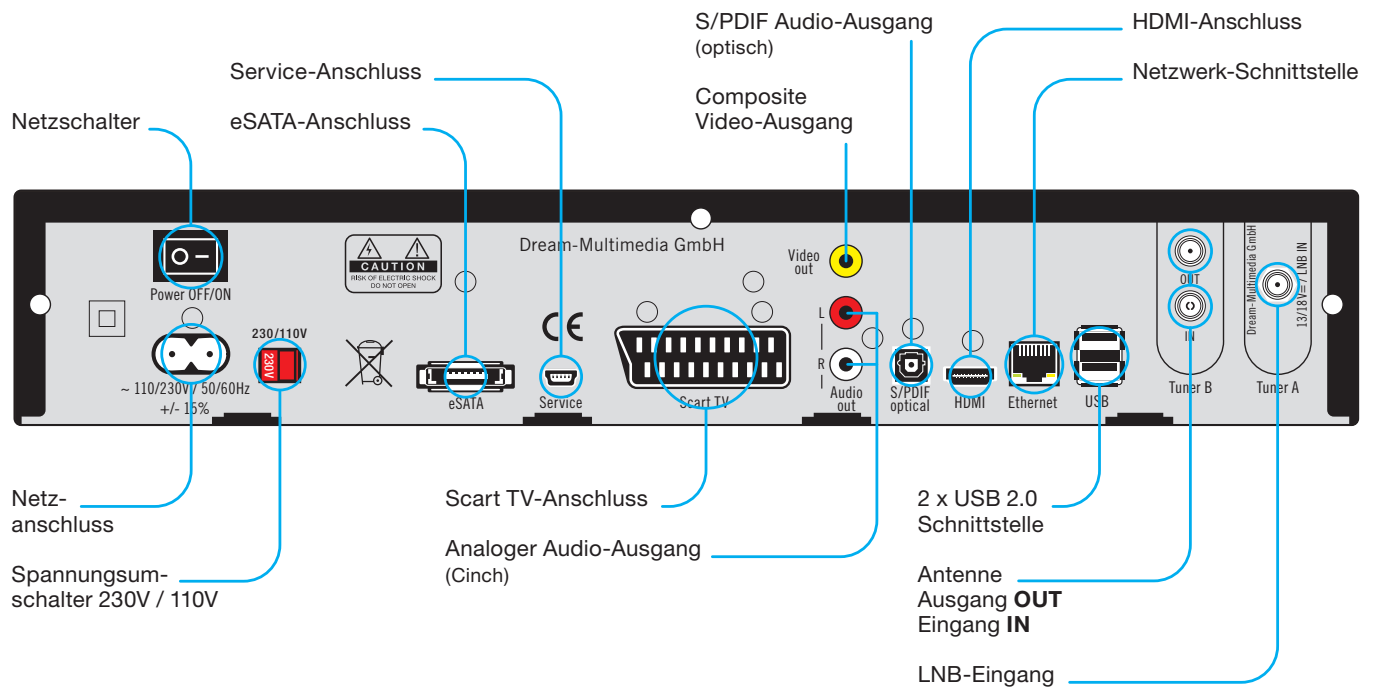 S/PDIF Audio-Ausgang
(optisch)
HDMI-Anschluss
Service-Anschluss
Netzwerk-Schnittstelle
Composite
Video-Ausgang
Netzschalter
eSATA-Anschluss
Dream-Multimedia GmbH
Power OFF/ON
CAUTION
RISK OF ELECTRIC SHOCK
DO NOT OPEN
230/110V
230V
~ 110/230V / 50/60Hz
+/- 15%
CE
eSATA
Service
Scart TV
Video
out
L
R
Audio
out
S/PDIF
optical
HDMI
Ethernet
USB
OUT
IN
Tuner B
Dream-Multimedia GmbH
13/18V= / LNB IN
Tuner A
Netz-
anschluss
Scart TV-Anschluss
2 x USB 2.0
Schnittstelle
Analoger Audio-Ausgang
(Cinch)
Spannungsum-
schalter 230V / 110V
Antenne
Ausgang OUT
Eingang IN
LNB-Eingang